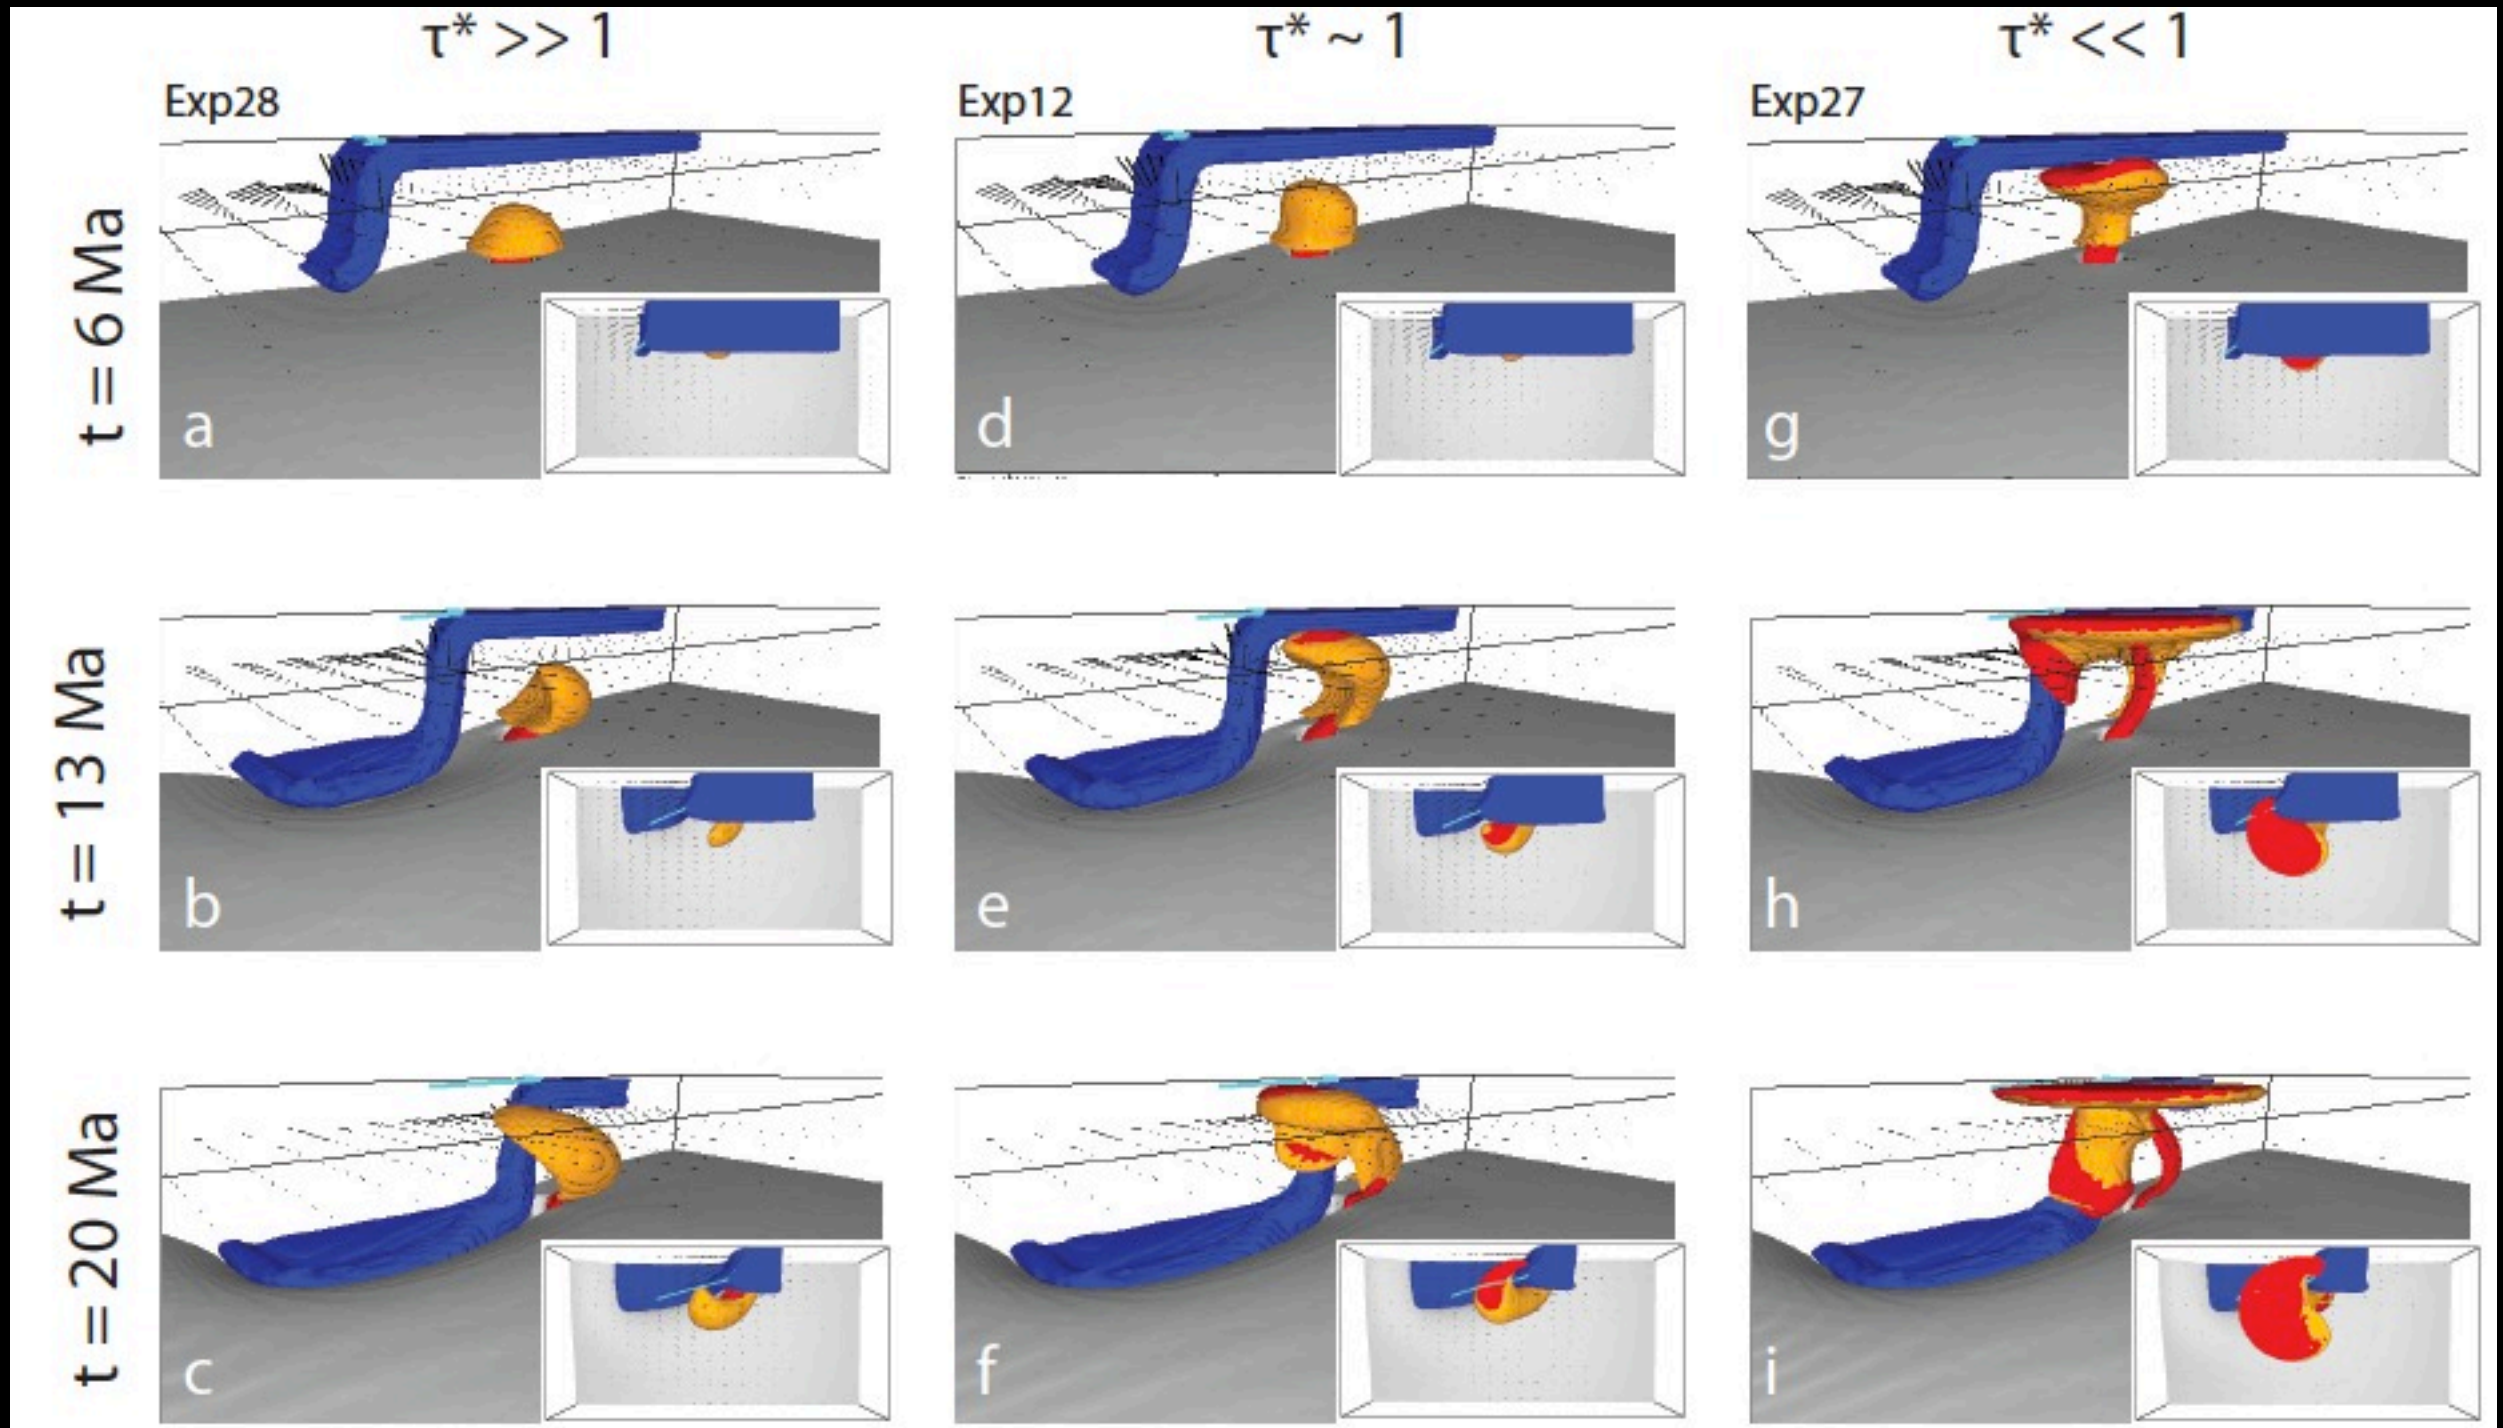 τ* >> 1
τ* ~ 1
τ* << 1
Exp28
Exp12
Exp27
t = 6 Ma
a
d
g
t = 13 Ma
b
e
h
t = 20 Ma
c
f
i